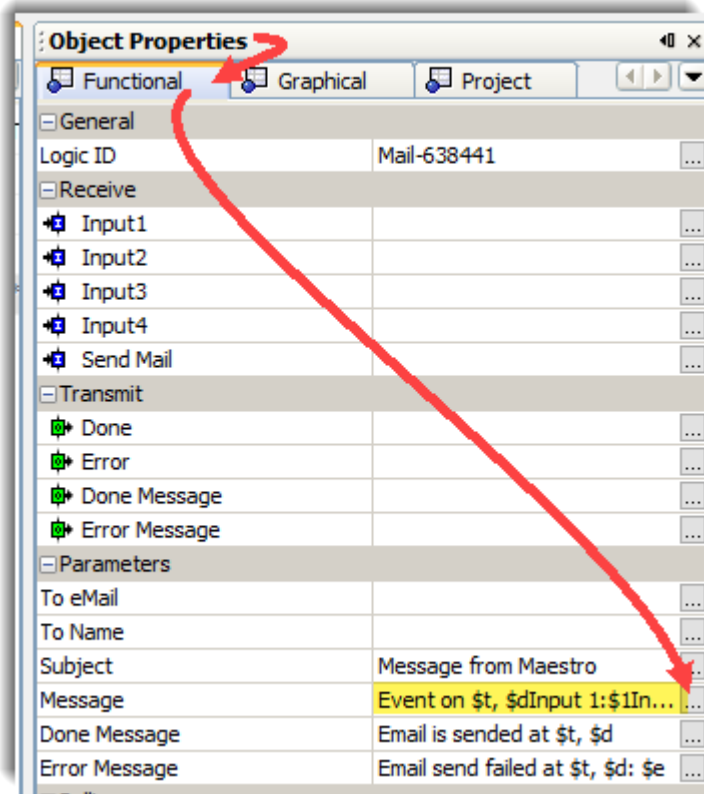 Object Properties
Functional Graphical Project
General
Logic ID Mail-638441
Receive
Input1
Input2
Input3
Input4
Send Mail
Transmit
Done
Error
Done Message
Error Message
Parameters
To eMail
To Name
Subject Message from Maestro
Message Event on $t, $dInput 1:$1In...
Done Message Email is sended at $t, $d
Error Message Email send failed at $t, $d: $e